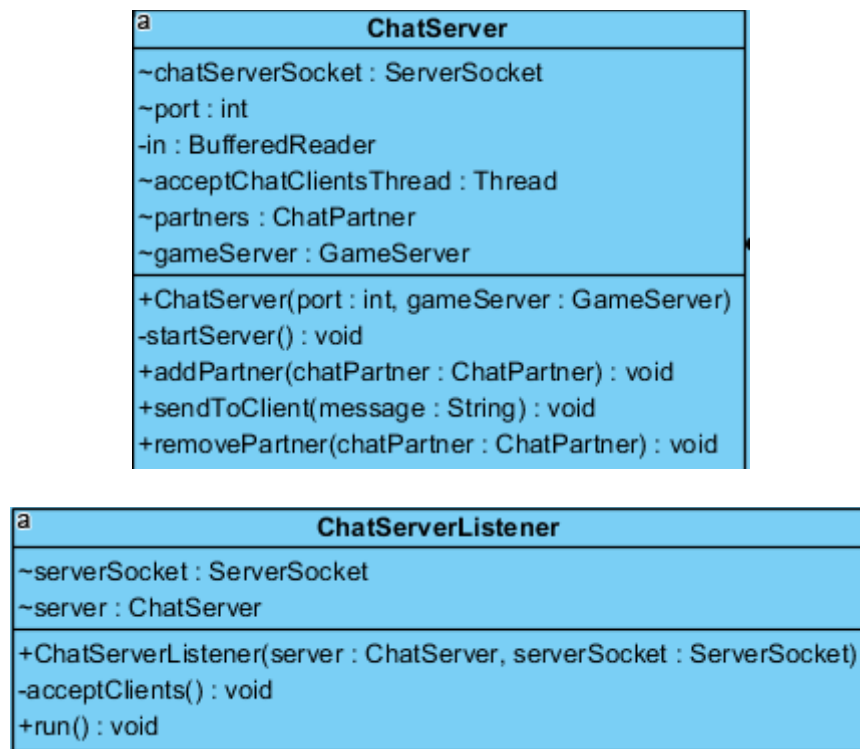 a
ChatServer
~chatServerSocket : ServerSocket
~port : int
-in : BufferedReader
~acceptChatClientsThread : Thread
~partners : ChatPartner
~gameServer : GameServer
+ChatServer(port : int, gameServer : GameServer)
-startServer() : void
+addPartner(chatPartner : ChatPartner) : void
+sendToClient(message : String) : void
+removePartner(chatPartner : ChatPartner) : void
a
ChatServerListener
~serverSocket : ServerSocket
~server : ChatServer
+ChatServerListener(server : ChatServer, serverSocket : ServerSocket)
-acceptClients() : void
+run() : void